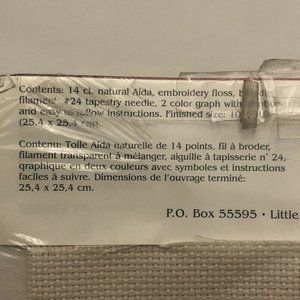 Contents: 14 ct. natural Aida, embroidery floss,
filament, #24 tapestry needle, 2 color graph with
and easy to follow instructions. Finished size: 10
(25,4 x 25,4 cm).
Contenu: Toile Aida naturelle de 14 points, fil à broder,
filament transparent à mélanger, aiguille à tapisserie n° 24,
graphique en deux couleurs avec symboles et instructions
faciles à suivre. Dimensions de l'ouvrage terminé:
25,4 x 25,4 cm.
P.O. Box 55595 • Little